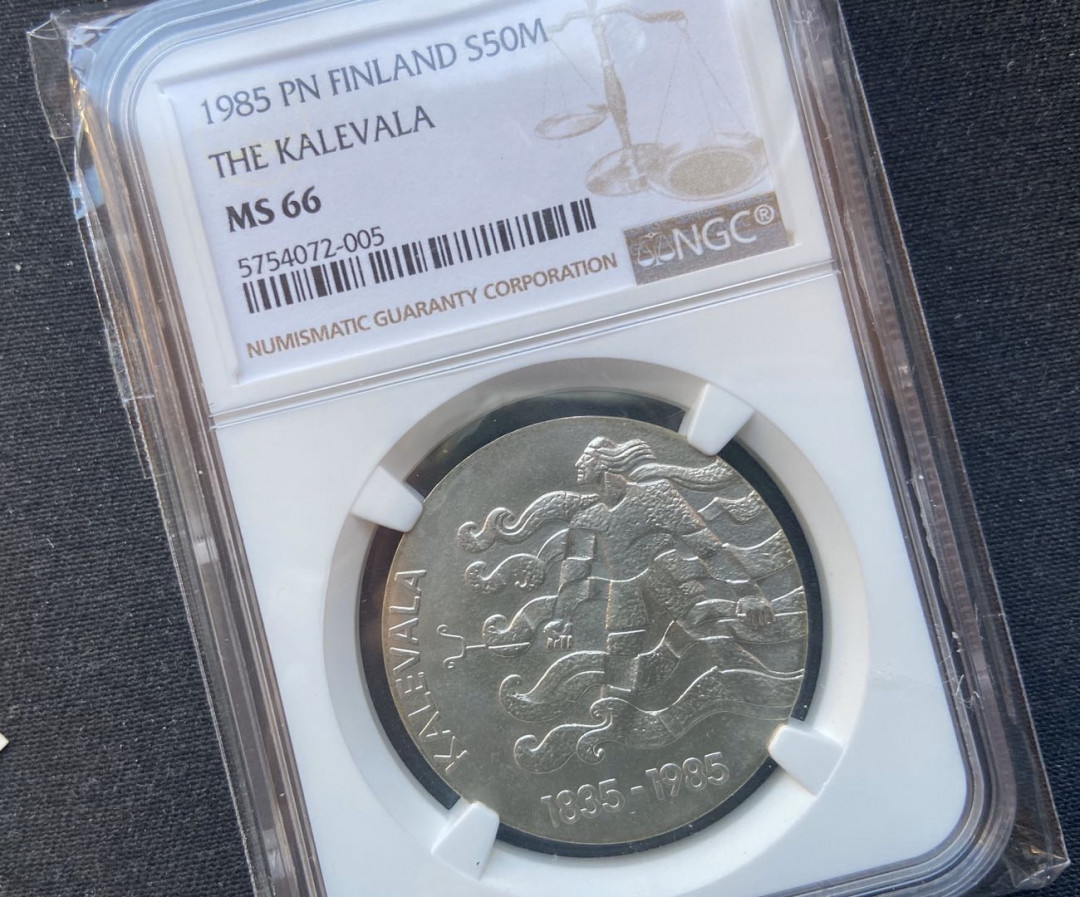 1985 PN FINLAND S50M
THE KALEVALA
MS 66
5754072-005
NUMISMATIC GUARANTY CORPORATION
NGC®
KALEVALA
1835-1985